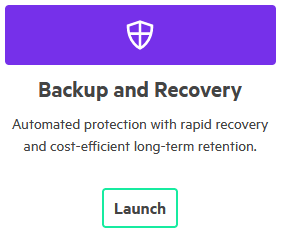 Backup and Recovery
Automated protection with rapid recovery
and cost-efficient long-term retention.
Launch